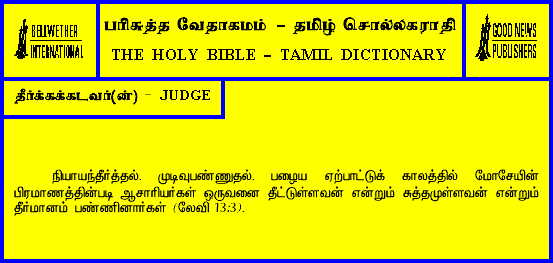 BELLWETHER INTERNATIONAL
பரிசுத்த வேதாகமம் - தமிழ் சொல்லகராதி
THE HOLY BIBLE - TAMIL DICTIONARY
GOOD NEWS PUBLISHERS
தீர்க்கக்கடவர்(ன்) - JUDGE
நியாயந்தீர்த்தல். முடிவுபண்ணுதல். பழைய ஏற்பாட்டுக் காலத்தில் மோசேயின்
பிரமாணத்தின்படி ஆசாரியர்கள் ஒருவனை தீட்டுள்ளவன் என்றும் சுத்தமுள்ளவன் என்றும்
தீர்மானம் பண்ணினார்கள் (லேவி 13:3).